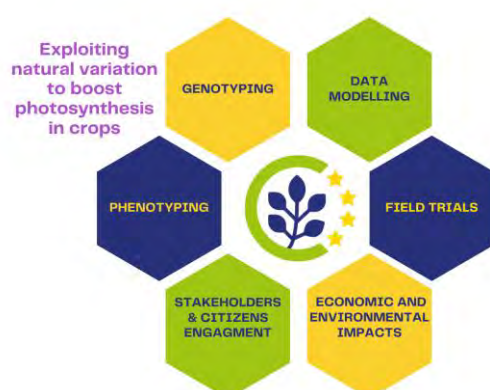 Exploiting
natural variation
to boost
photosynthesis
in crops
GENOTYPING
DATA
MODELLING
PHENOTYPING
FIELD TRIALS
STAKEHOLDERS
& CITIZENS
ENGAGMENT
ECONOMIC AND
ENVIRONMENTAL
IMPACTS